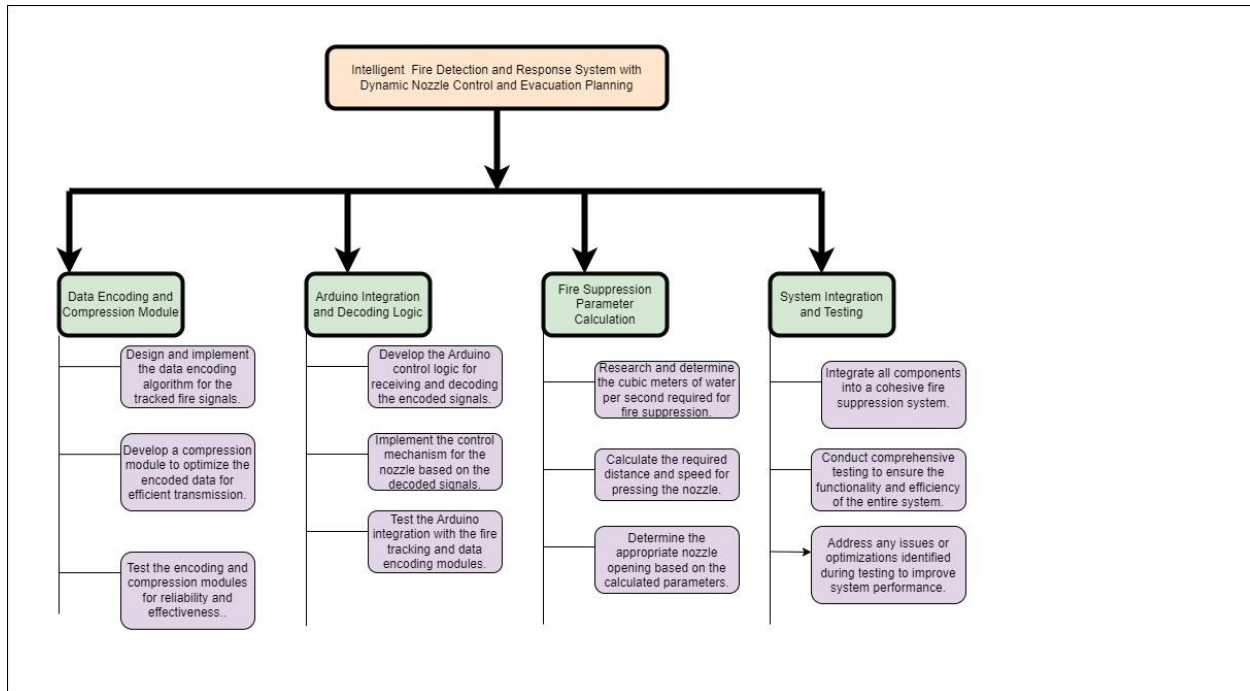 Intelligent Fire Detection and Response System with
Dynamic Nozzle Control and Evacuation Planning
Data Encoding and
Compression Module
Design and implement
the data encoding
algorithm for the
tracked fire signals.
Develop a compression
module to optimize the
encoded data for
efficient transmission.
Test the encoding and
compression modules
for reliability and
effectiveness..
Arduino Integration
and Decoding Logic
Develop the Arduino
control logic for
receiving and decoding
the encoded signals.
Implement the control
mechanism for the
nozzle based on the
decoded signals.
Test the Arduino
integration with the fire
tracking and data
encoding modules.
Fire Suppression
Parameter
Calculation
Research and determine
the cubic meters of water
per second required for
fire suppression.
Calculate the required
distance and speed for
pressing the nozzle.
Determine the
appropriate nozzle
opening based on the
calculated parameters.
System Integration
and Testing
Integrate all components
into a cohesive fire
suppression system.
Conduct comprehensive
testing to ensure the
functionality and efficiency
of the entire system.
Address any issues or
optimizations identified
during testing to improve
system performance.